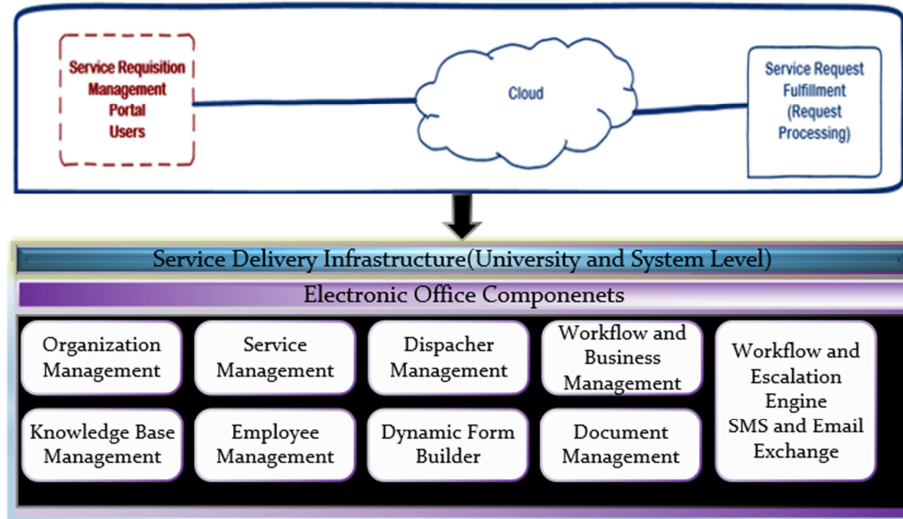 Service Requisition
Management
Portal
Users
Cloud
Service Request
Fulfillment
(Request
Processing)
Service Delivery Infrastructure(University and System Level)
Electronic Office Componenets
Organization
Management
Service
Management
Dispacher
Management
Workflow and
Business
Management
Workflow and
Escalation
Engine
SMS and Email
Exchange
Knowledge Base
Management
Employee
Management
Dynamic Form
Builder
Document
Management